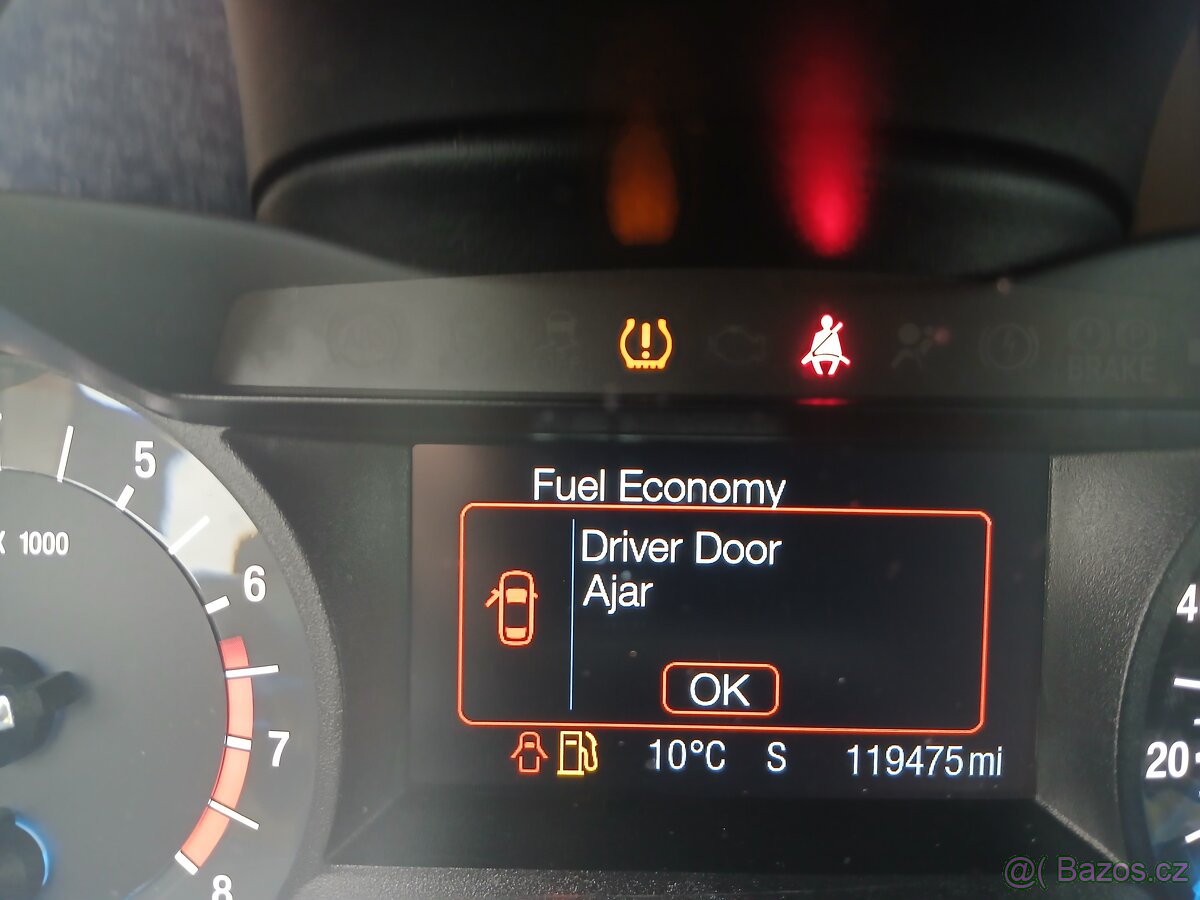 BRAKE
5
X 1000
6
7
8
Fuel Economy
Driver Door
Ajar
OK
10°C S 119475mi
4
20
@( Bazos.cz